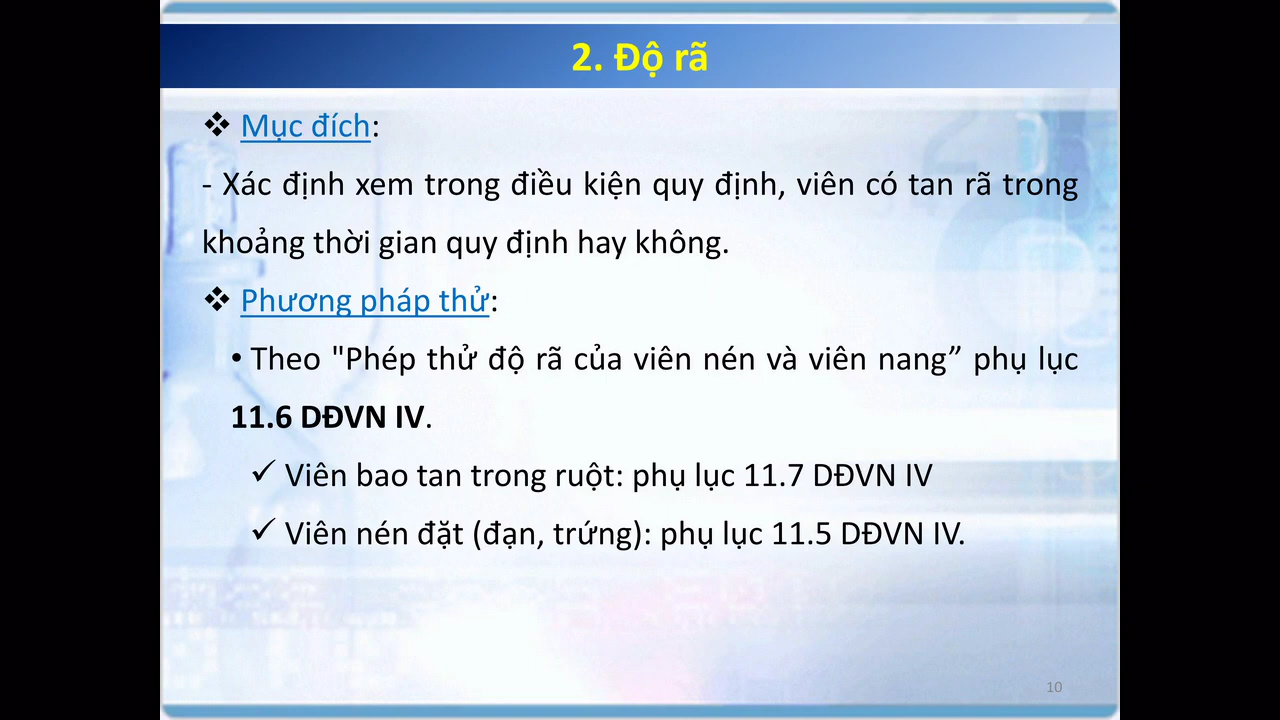 2. Độ rã
❖ Mục đích:
- Xác định xem trong điều kiện quy định, viên có tan rã trong
khoảng thời gian quy định hay không.
❖ Phương pháp thử:
• Theo "Phép thử độ rã của viên nén và viên nang” phụ lục
11.6 DĐVN IV.
✓ Viên bao tan trong ruột: phụ lục 11.7 DĐVN IV
✓ Viên nén đặt (đạn, trứng): phụ lục 11.5 DĐVN IV.
10